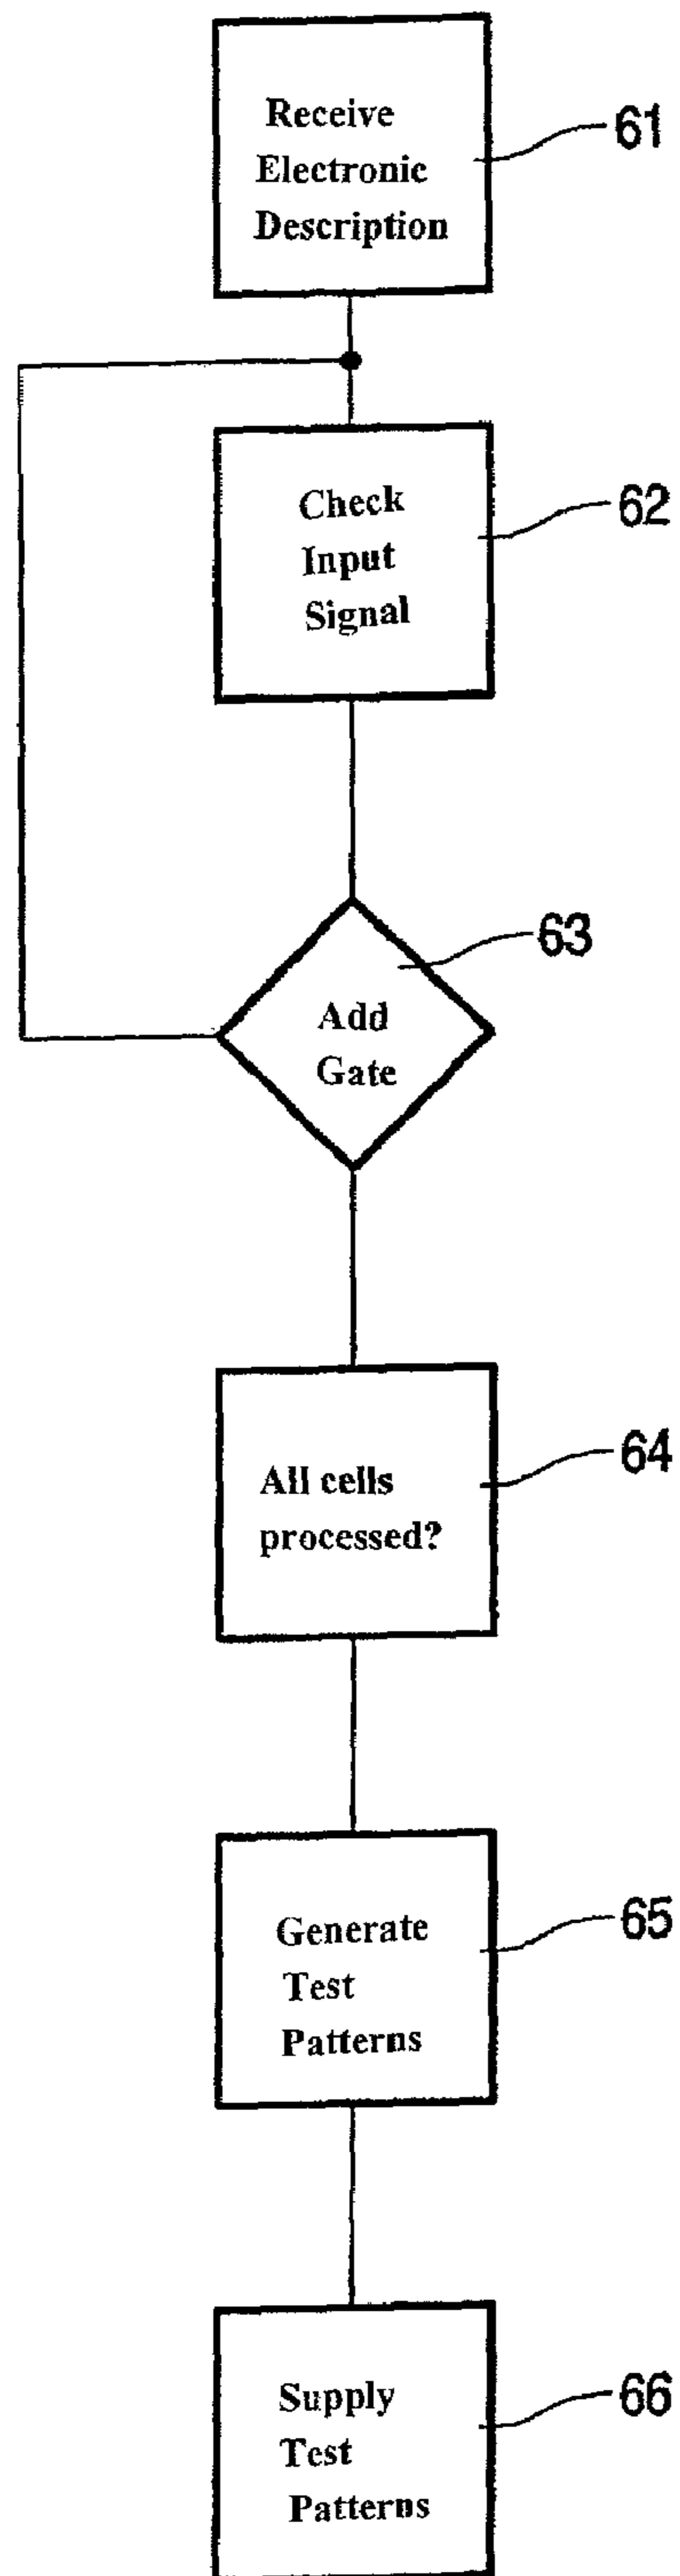 Receive
Electronic
Description
61
Check
Input
Signal
62
Add
Gate
63
All cells
processed?
64
Generate
Test
Patterns
65
Supply
Test
Patterns
66